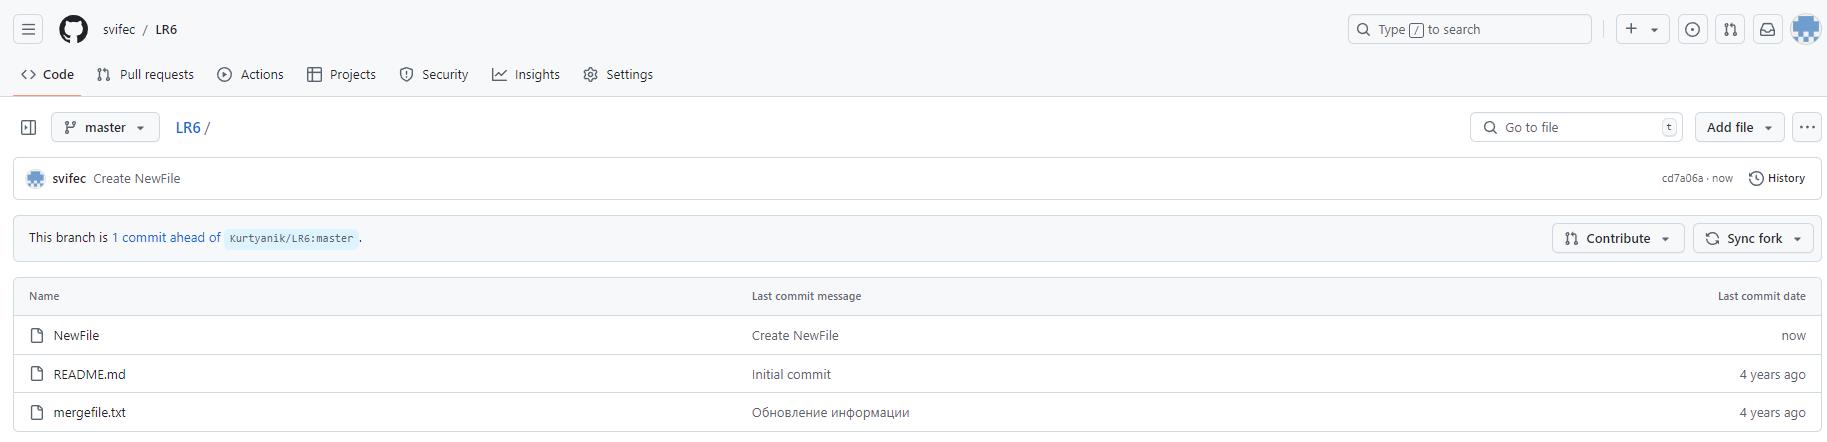 svifec / LR6 Type / to search
Code Pull requests Actions Projects Security Insights Settings
master LR6 / Go to file t Add file
svifec Create NewFile cd7a06a · now History
This branch is 1 commit ahead of Kurtyanik/LR6:master. Contribute Sync fork
Name Last commit message Last commit date
NewFile Create NewFile now
README.md Initial commit 4 years ago
mergefile.txt Обновление информации 4 years ago